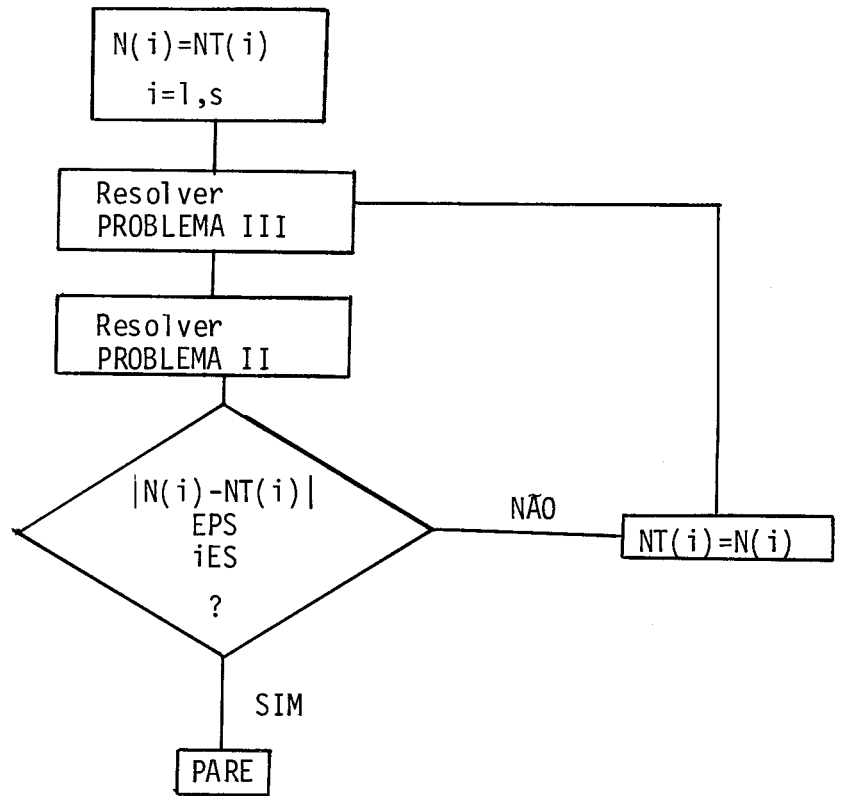 N(i)=NT(i)
i=1,s
Resolver
PROBLEMA III
Resolver
PROBLEMA II
|N(i)-NT(i)|
EPS
iES
?
NÃO
NT(i)=N(i)
SIM
PARE